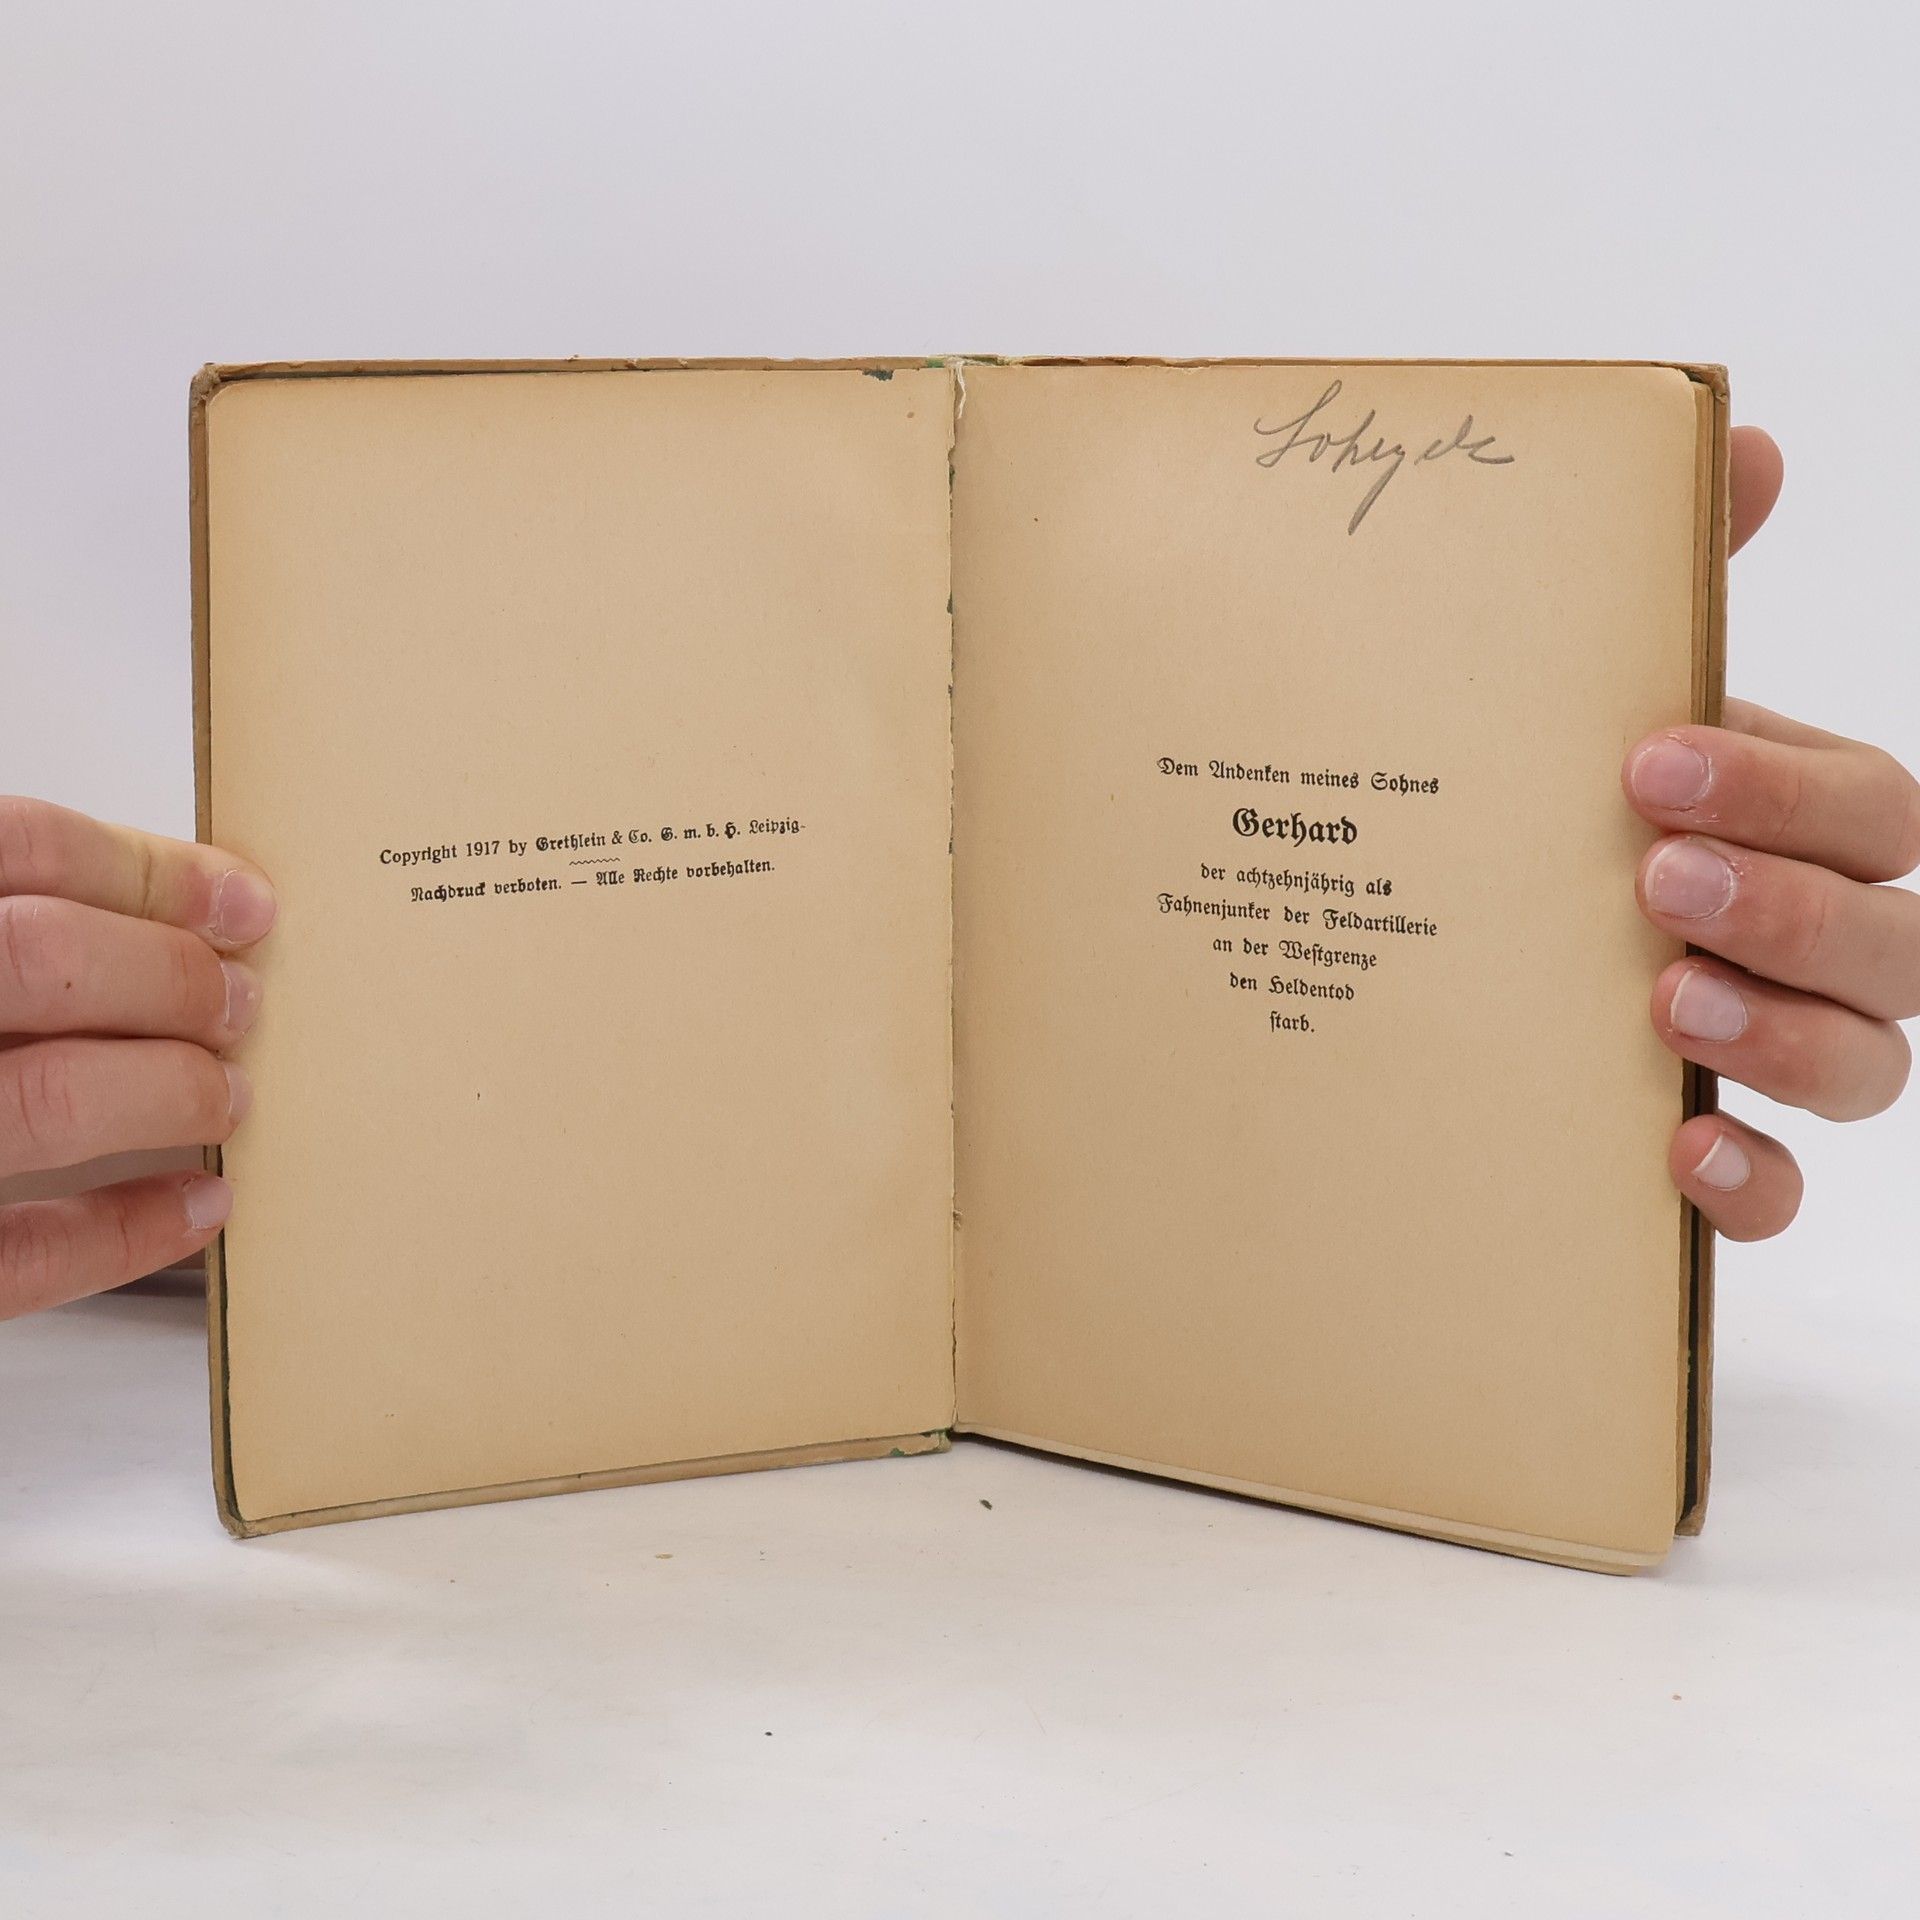 Copyright 1917 by Grethlein & Co. G. m. b. H. Leipzig.
Nachdruck verboten. — Alle Rechte vorbehalten.
Dem Andenken meines Sohnes
Gerhard
der achtzehnjährig als
Fahnenjunker der Feldartillerie
an der Westgrenze
den Heldentod
starb.